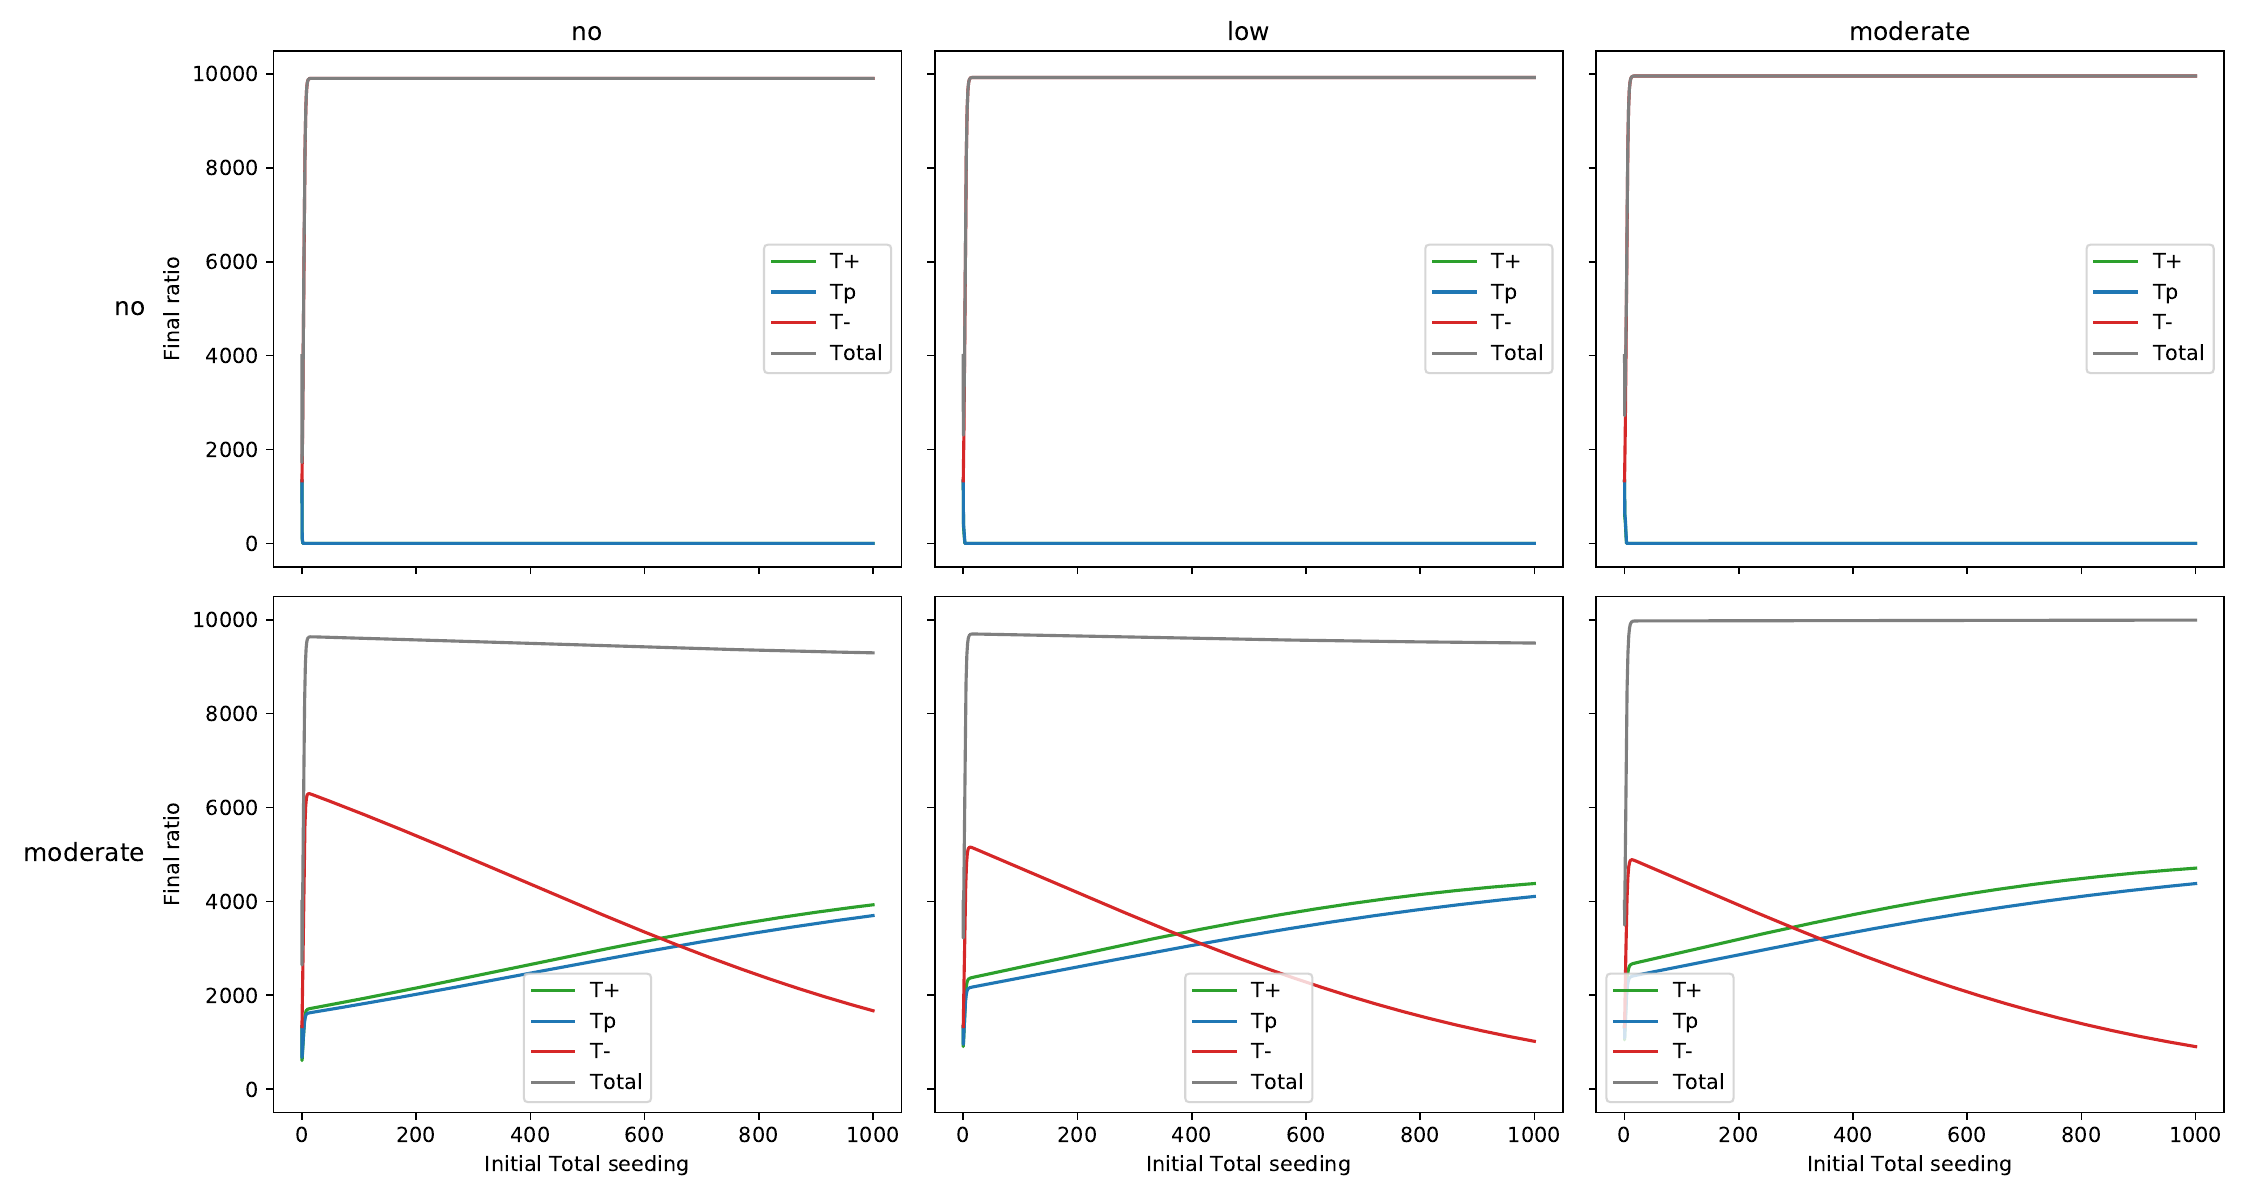 no
low
moderate
no
Final ratio
10000
8000
6000
4000
2000
0
T+
Tp
T-
Total
T+
Tp
T-
Total
T+
Tp
T-
Total
moderate
Final ratio
10000
8000
6000
4000
2000
0
T+
Tp
T-
Total
T+
Tp
T-
Total
T+
Tp
T-
Total
0 200 400 600 800 1000
0 200 400 600 800 1000
0 200 400 600 800 1000
Initial Total seeding
Initial Total seeding
Initial Total seeding